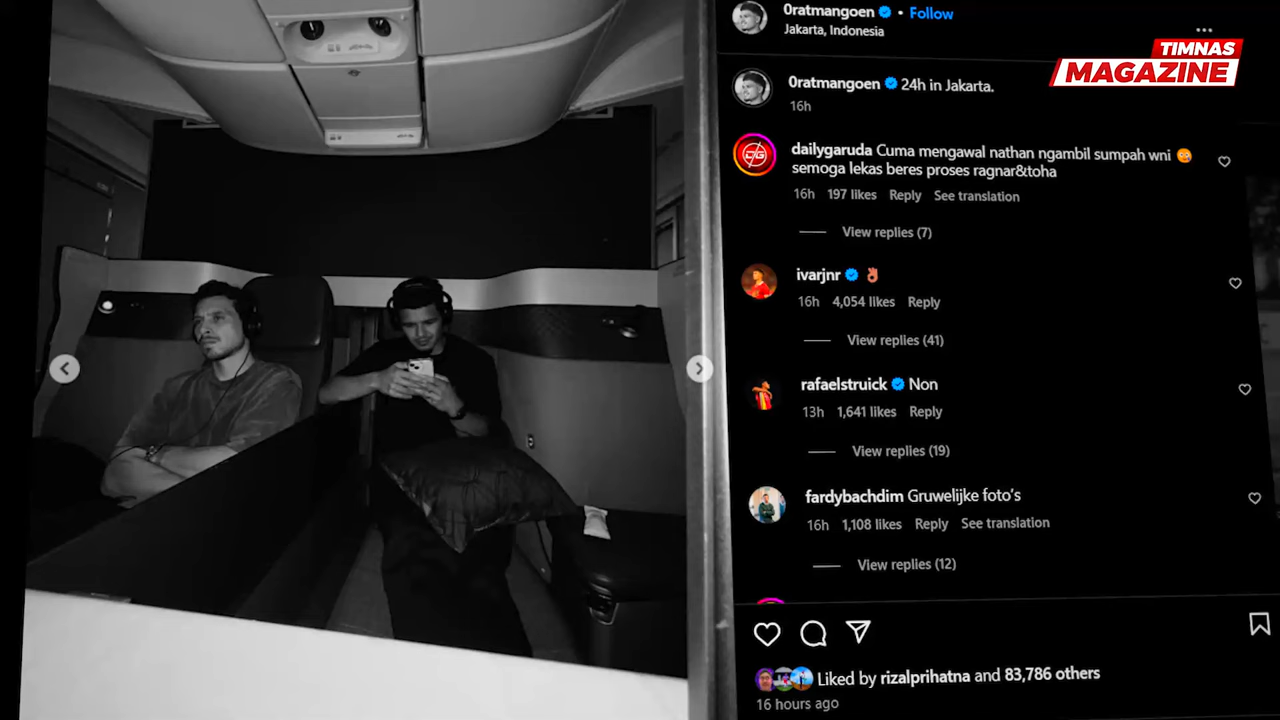 0ratmangoen • Follow
Jakarta, Indonesia
TIMNAS
MAGAZINE
0ratmangoen 24h in Jakarta.
16h
dailygaruda Cuma mengawal nathan ngambil sumpah wni 😳
semoga lekas beres proses ragnar&toha
16h 197 likes Reply See translation
View replies (7)
ivarjnr 👌
16h 4,054 likes Reply
View replies (41)
rafaelstruick Non
13h 1,641 likes Reply
View replies (19)
fardybachdim Gruwelijke foto's
16h 1,108 likes Reply See translation
View replies (12)
Liked by rizalprihatna and 83,786 others
16 hours ago